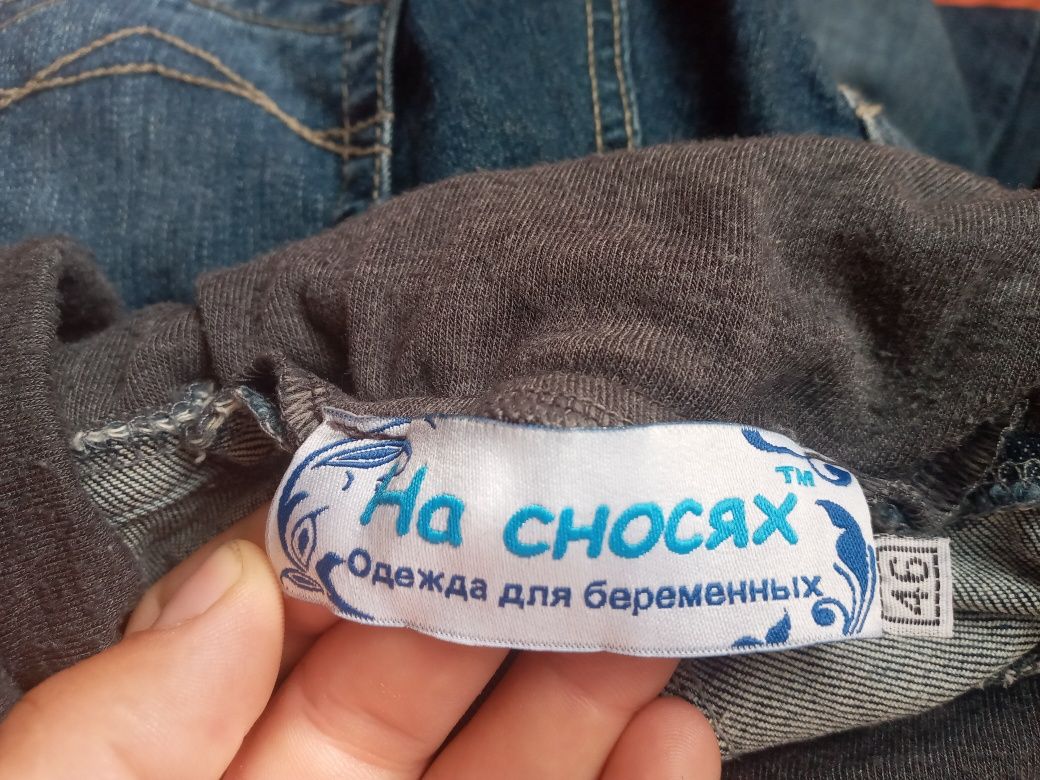 На сносях™
Одежда для беременных
46